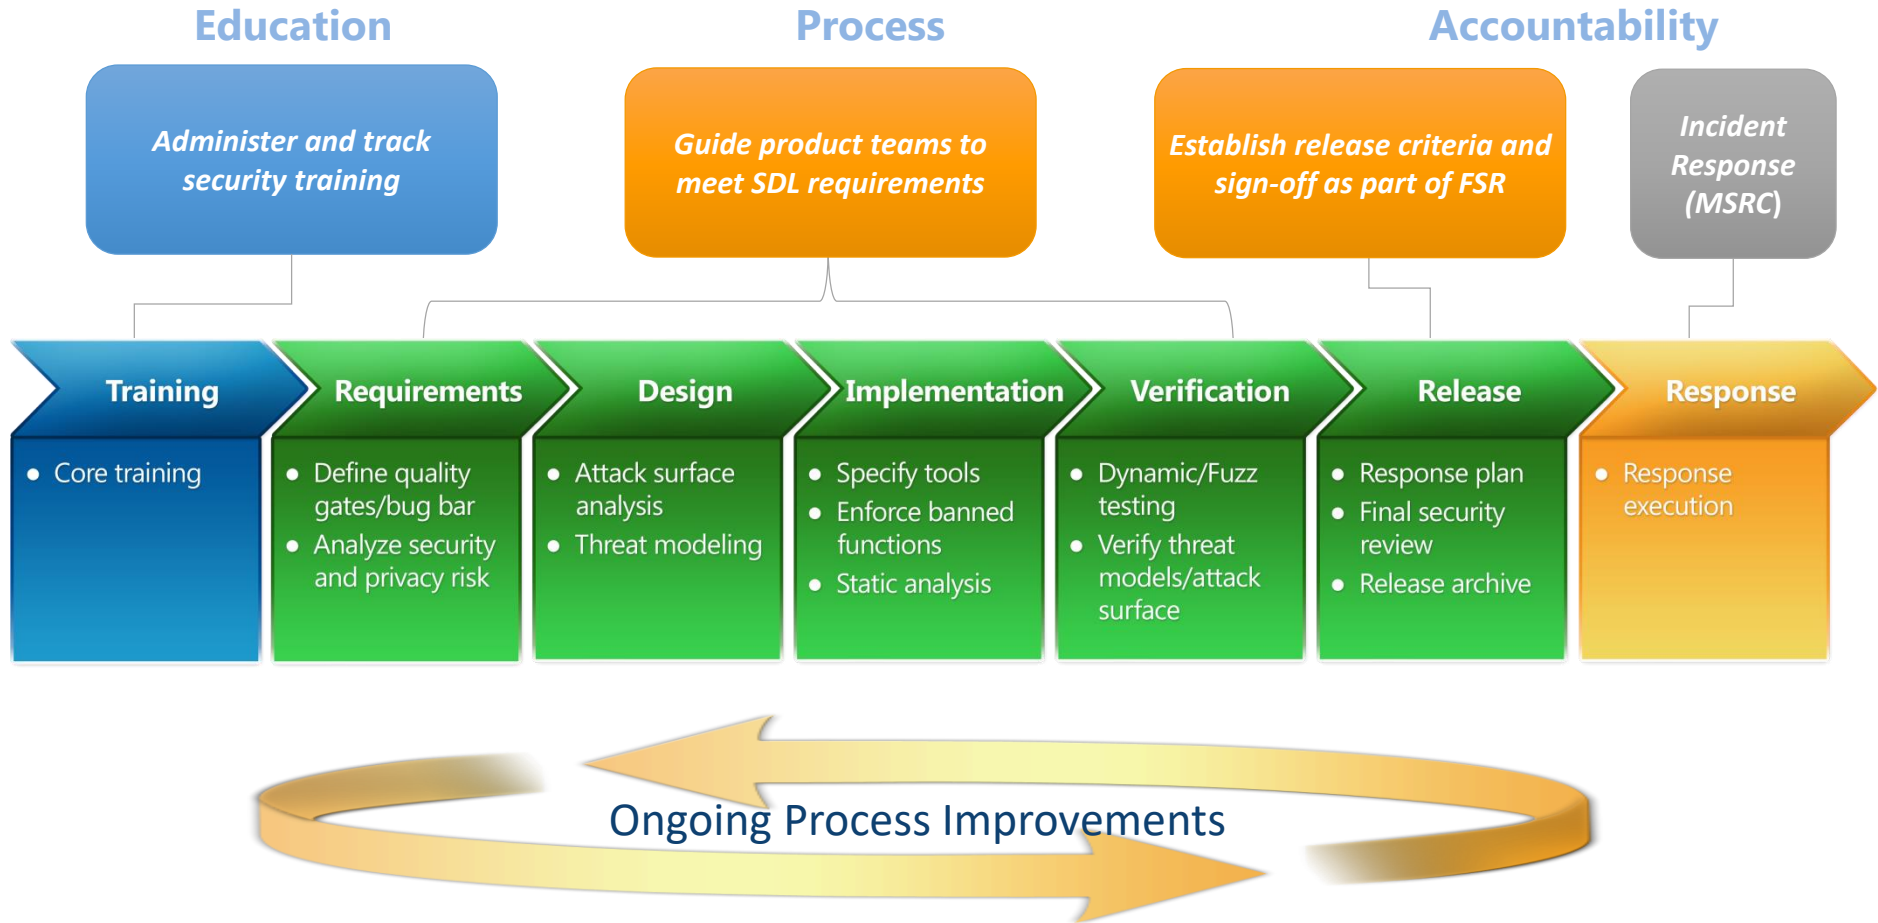 Education
Process
Accountability
Administer and track
security training
Guide product teams to
meet SDL requirements
Establish release criteria and
sign-off as part of FSR
Incident
Response
(MSRC)
Training
Requirements
Design
Implementation
Verification
Release
Response
• Core training
• Define quality
gates/bug bar
• Analyze security
and privacy risk
• Attack surface
analysis
• Threat modeling
• Specify tools
• Enforce banned
functions
• Static analysis
• Dynamic/Fuzz
testing
• Verify threat
models/attack
surface
• Response plan
• Final security
review
• Release archive
• Response
execution
Ongoing Process Improvements